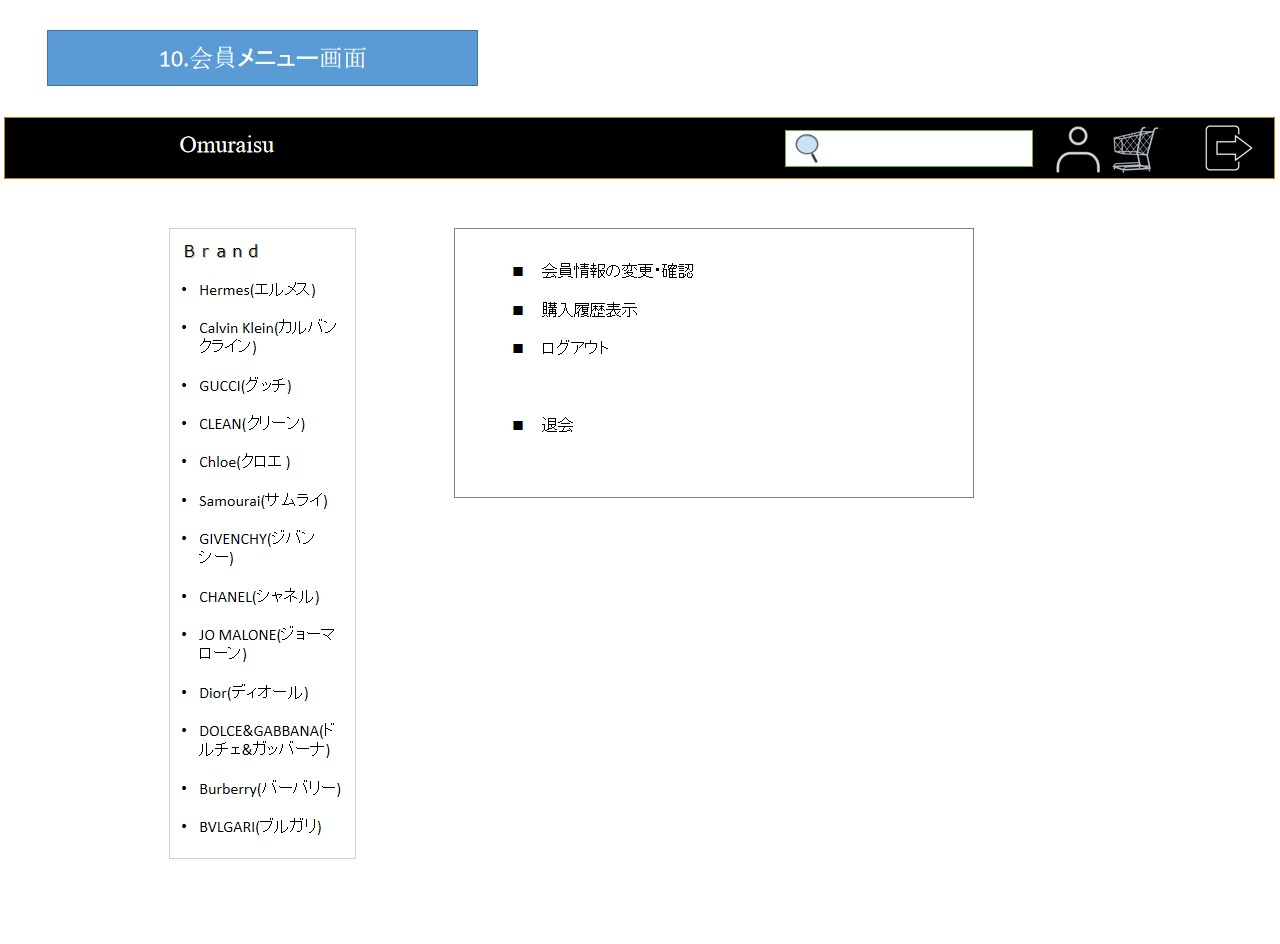 10.会員メニュー画面
Omuraisu
Brand
• Hermes(エルメス)
• Calvin Klein(カルバン
クライン)
• GUCCI(グッチ)
• CLEAN(クリーン)
• Chloe(クロエ )
• Samourai(サムライ)
• GIVENCHY(ジバン
シー)
• CHANEL(シャネル)
• JO MALONE(ジョーマ
ローン)
• Dior(ディオール)
• DOLCE&GABBANA(ド
ルチェ&ガッバーナ)
• Burberry(バーバリー)
• BVLGARI(ブルガリ)
■ 会員情報の変更・確認
■ 購入履歴表示
■ ログアウト
■ 退会